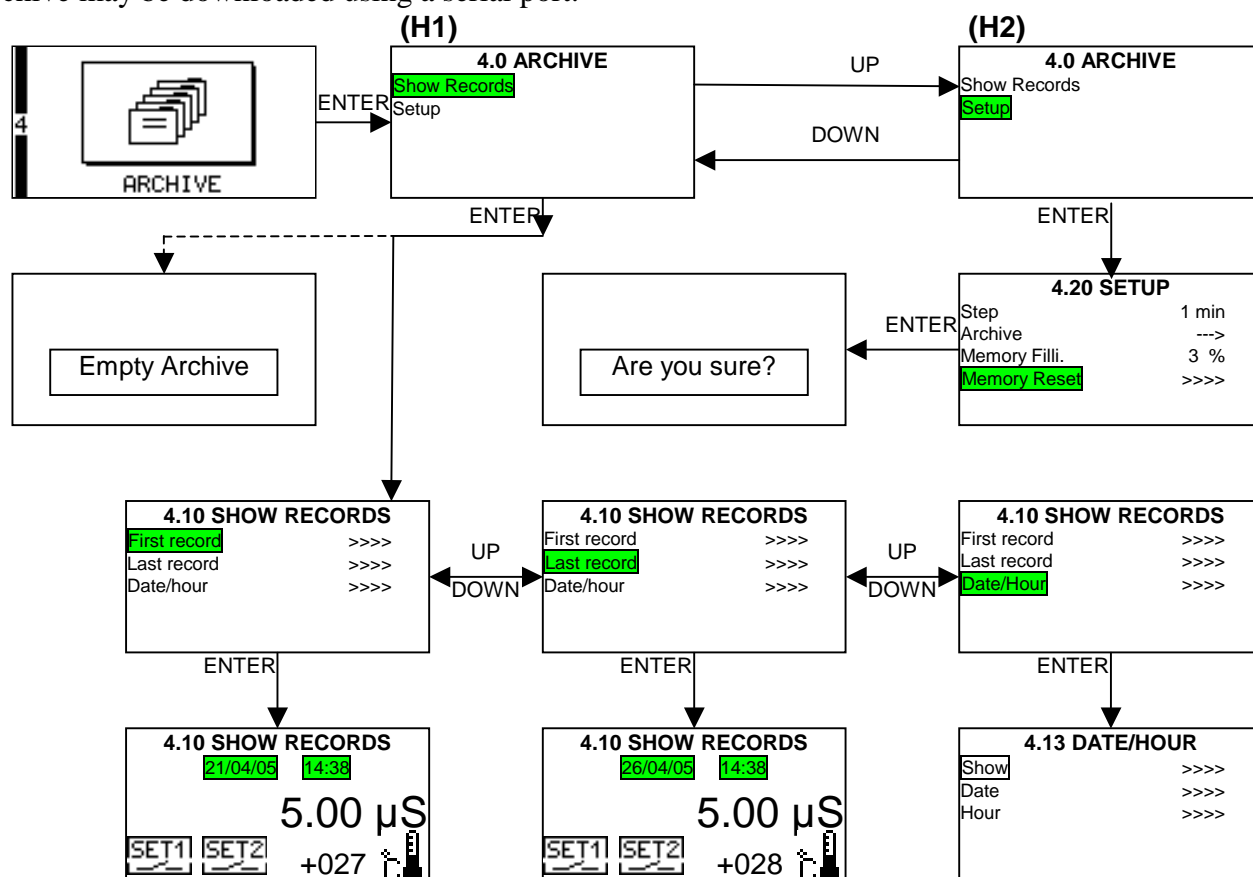 chive may be downloaded using a serial port.
(H1)
(H2)
4
ARCHIVE
ENTER
4.0 ARCHIVE
Show Records
Setup
UP
DOWN
4.0 ARCHIVE
Show Records
Setup
ENTER
ENTER
Empty Archive
Are you sure?
ENTER
4.20 SETUP
Step 1 min
Archive --->
Memory Filli. 3 %
Memory Reset >>>>
4.10 SHOW RECORDS
First record >>>>
Last record >>>>
Date/hour >>>>
UP
DOWN
4.10 SHOW RECORDS
First record >>>>
Last record >>>>
Date/hour >>>>
UP
DOWN
4.10 SHOW RECORDS
First record >>>>
Last record >>>>
Date/Hour >>>>
ENTER
ENTER
ENTER
4.10 SHOW RECORDS
21/04/05 14:38
5.00 µS
SET1 SET2 +027 c
4.10 SHOW RECORDS
26/04/05 14:38
5.00 µS
SET1 SET2 +028 c
4.13 DATE/HOUR
Show >>>>
Date >>>>
Hour >>>>